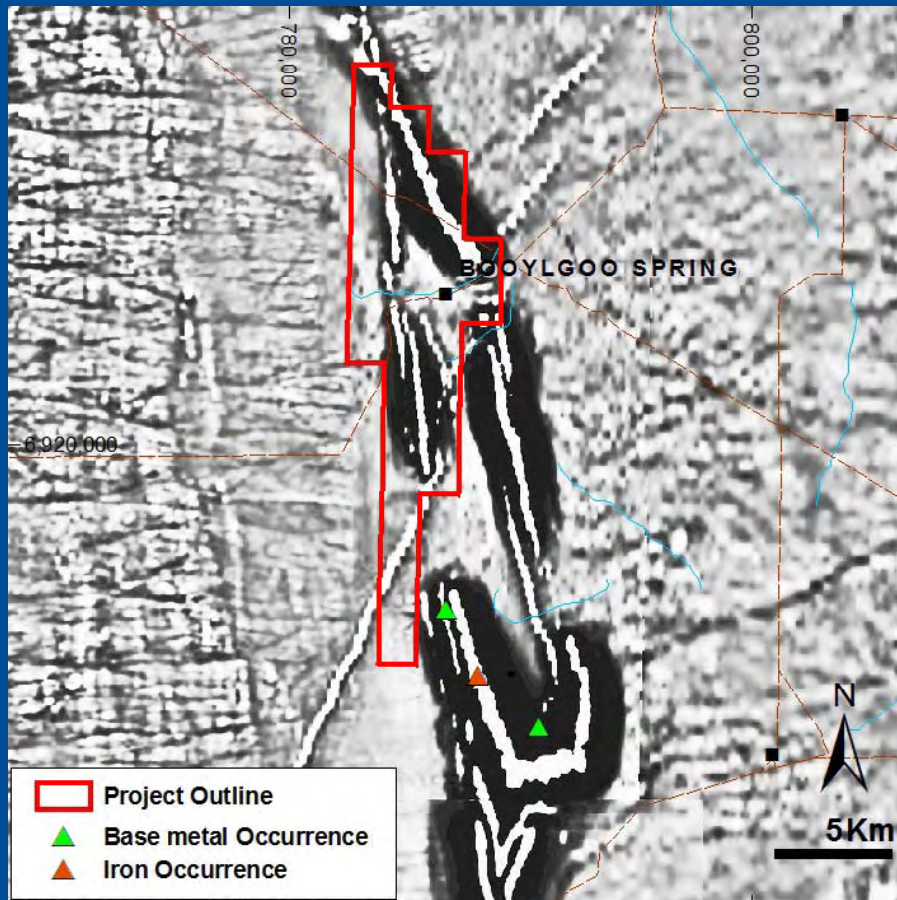 780,000
800,000
BOOYLGOO SPRING
6,920,000
N
5Km
Project Outline
Base metal Occurrence
Iron Occurrence